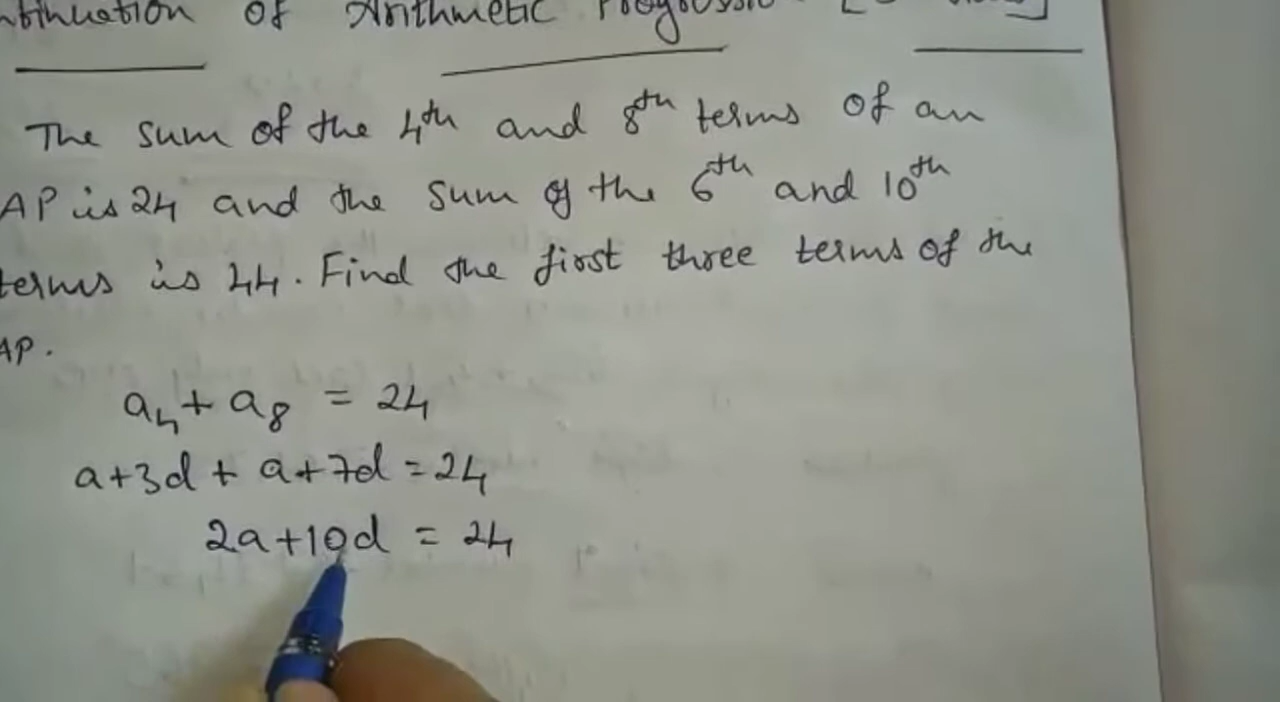 of Arithmetic
The sum of the 4th and 8th terms of an
AP is 24 and the sum of the 6th and 10th
terms is 44. Find the first three terms of the
AP.
a4 + a8 = 24
a+3d + a+7d = 24
2a+10d = 24